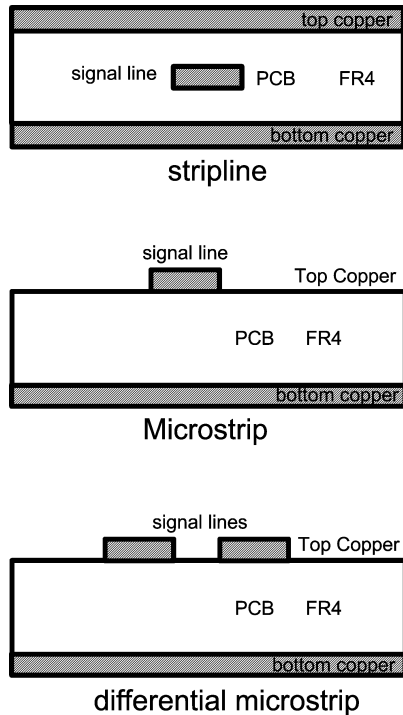 top copper
signal line
PCB FR4
bottom copper
stripline
signal line
Top Copper
PCB FR4
bottom copper
Microstrip
signal lines
Top Copper
PCB FR4
bottom copper
differential microstrip